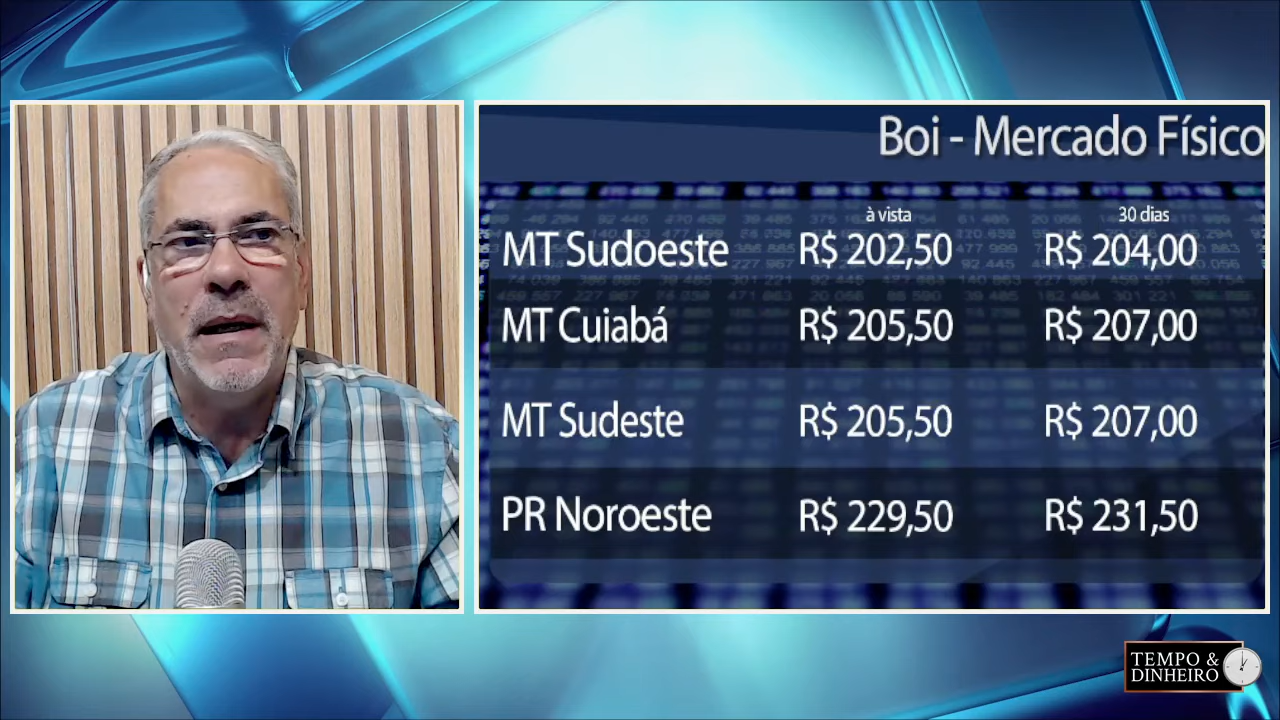 Boi - Mercado Físico
à vista 30 dias
MT Sudoeste R$ 202,50 R$ 204,00
MT Cuiabá R$ 205,50 R$ 207,00
MT Sudeste R$ 205,50 R$ 207,00
PR Noroeste R$ 229,50 R$ 231,50
TEMPO &
DINHEIRO